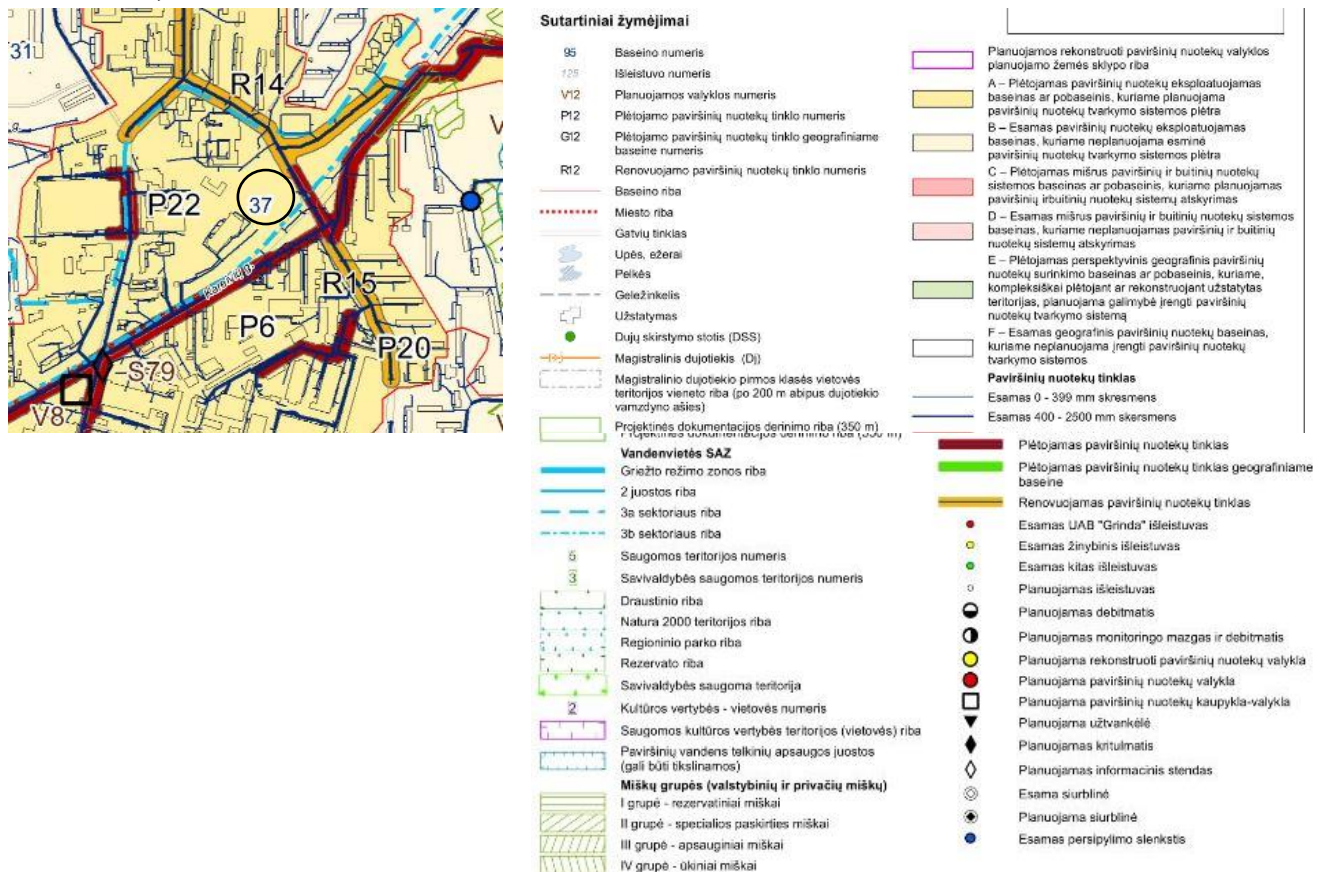 31
R14
P22
37
R15
P6
P20
S79
V8
Sutartiniai žymėjimai
95 Baseino numeris
125 Išleistuvo numeris
V12 Planuojamos valyklos numeris
P12 Plėtojamo paviršinių nuotekų tinklo numeris
G12 Plėtojamo paviršinių nuotekų tinklo geografiniame
baseine numeris
R12 Renovuojamo paviršinių nuotekų tinklo numeris
Baseino riba
Miesto riba
Gatvių tinklas
Upės, ežerai
Pelkės
Geležinkelis
Užstatymas
Dujų skirstymo stotis (DSS)
Magistralinis dujotiekis (Dj)
Magistralinio dujotiekio pirmos klasės vietovės
teritorijos vieneto riba (po 200 m abipus dujotiekio
vamzdyno ašies)
Projektinės dokumentacijos derinimo riba (350 m)
Vandenvietės SAZ
Griežto režimo zonos riba
2 juostos riba
3a sektoriaus riba
3b sektoriaus riba
5 Saugomos teritorijos numeris
3 Savivaldybės saugomos teritorijos numeris
Draustinio riba
Natura 2000 teritorijos riba
Regioninio parko riba
Rezervato riba
Savivaldybės saugoma teritorija
2 Kultūros vertybės - vietovės numeris
Saugomos kultūros vertybės teritorijos (vietovės) riba
Paviršinių vandens telkinių apsaugos juostos
(gali būti tikslinamos)
Miškų grupės (valstybinių ir privačių miškų)
I grupė - rezervatiniai miškai
II grupė - specialios paskirties miškai
III grupė - apsauginiai miškai
IV grupė - ūkiniai miškai
Planuojamos rekonstruoti paviršinių nuotekų valyklos
planuojamo žemės sklypo riba
A – Plėtojamas paviršinių nuotekų eksploatuojamas
baseinas ar pobaseinis, kuriame planuojama
paviršinių nuotekų tvarkymo sistemos plėtra
B – Esamas paviršinių nuotekų eksploatuojamas
baseinas, kuriame neplanuojama esminė
paviršinių nuotekų tvarkymo sistemos plėtra
C – Plėtojamas mišrus paviršinių ir buitinių nuotekų
sistemos baseinas ar pobaseinis, kuriame planuojamas
paviršinių irbuitinių nuotekų sistemų atskyrimas
D – Esamas mišrus paviršinių ir buitinių nuotekų sistemos
baseinas, kuriame neplanuojamas paviršinių ir buitinių
nuotekų sistemų atskyrimas
E – Plėtojamas perspektyvinis geografinis paviršinių
nuotekų surinkimo baseinas ar pobaseinis, kuriame,
kompleksiškai plėtojant ar rekonstruojant užstatytas
teritorijas, planuojama galimybė įrengti paviršinių
nuotekų tvarkymo sistemą
F – Esamas geografinis paviršinių nuotekų baseinas,
kuriame neplanuojama įrengti paviršinių nuotekų
tvarkymo sistemos
Paviršinių nuotekų tinklas
Esamas 0 - 399 mm skresmens
Esamas 400 - 2500 mm skersmens
Plėtojamas paviršinių nuotekų tinklas
Plėtojamas paviršinių nuotekų tinklas geografiniame
baseine
Renovuojamas paviršinių nuotekų tinklas
Esamas UAB "Grinda" išleistuvas
Esamas žinybinis išleistuvas
Esamas kitas išleistuvas
Planuojamas išleistuvas
Planuojamas debitmatis
Planuojamas monitoringo mazgas ir debitmatis
Planuojama rekonstruoti paviršinių nuotekų valykla
Planuojama paviršinių nuotekų valykla
Planuojama paviršinių nuotekų kaupykla-valykla
Planuojama užtvankėlė
Planuojamas kritulmatis
Planuojamas informacinis stendas
Esama siurblinė
Planuojama siurblinė
Esamas persipylimo slenkstis